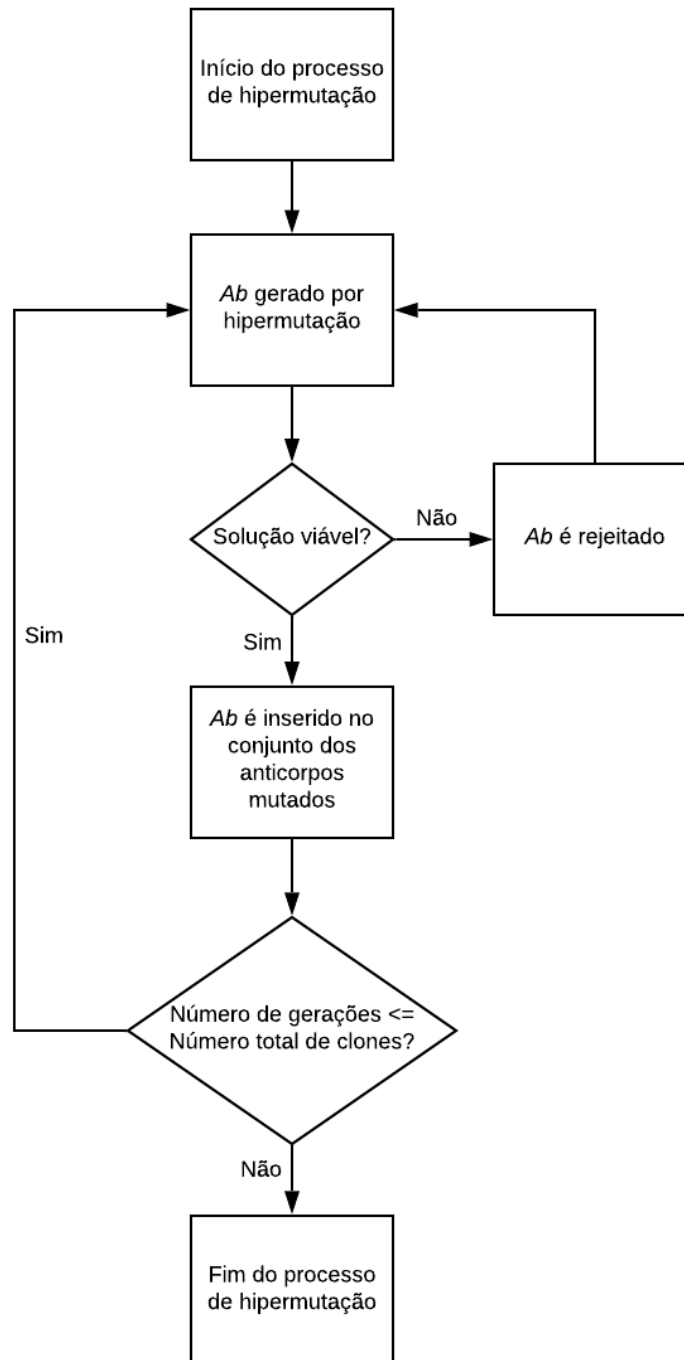 Início do processo
de hipermutação
Ab gerado por
hipermutação
Solução viável?
Não
Ab é rejeitado
Sim
Sim
Ab é inserido no
conjunto dos
anticorpos
mutados
Número de gerações <=
Número total de clones?
Não
Fim do processo
de hipermutação